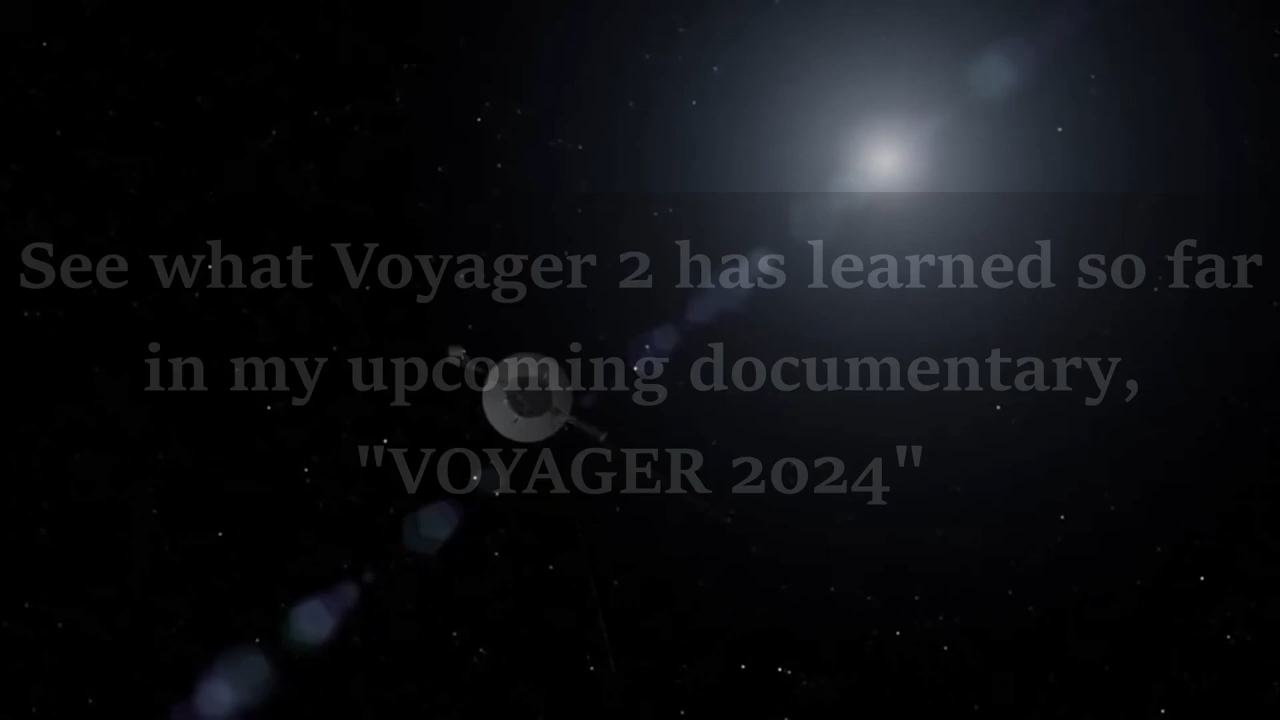 See what Voyager 2 has learned so far
in my upcoming documentary,
"VOYAGER 2024"